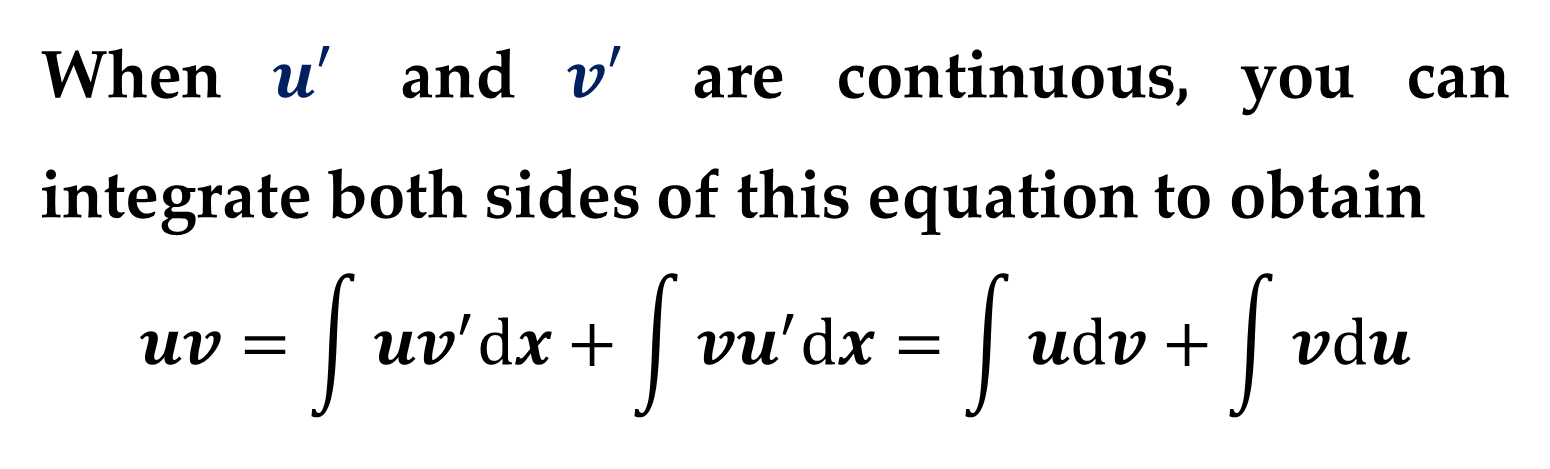 When u′ and v′ are continuous, you can
integrate both sides of this equation to obtain
uv = ∫ uv′dx + ∫ vu′dx = ∫ udv + ∫ vdu